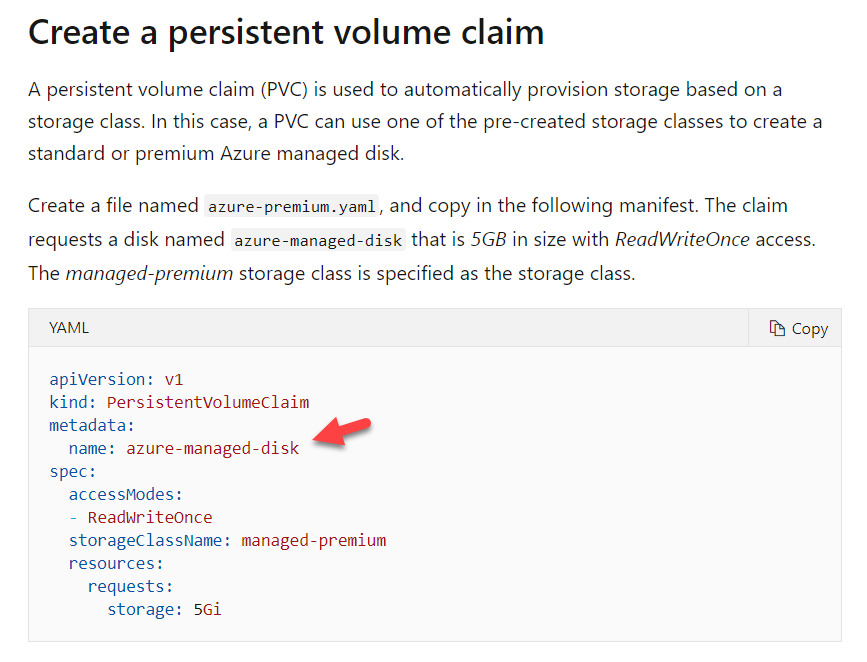 Create a persistent volume claim
A persistent volume claim (PVC) is used to automatically provision storage based on a
storage class. In this case, a PVC can use one of the pre-created storage classes to create a
standard or premium Azure managed disk.
Create a file named azure-premium.yaml, and copy in the following manifest. The claim
requests a disk named azure-managed-disk that is 5GB in size with ReadWriteOnce access.
The managed-premium storage class is specified as the storage class.
YAML
Copy
apiVersion: v1
kind: PersistentVolumeClaim
metadata:
  name: azure-managed-disk
spec:
  accessModes:
  - ReadWriteOnce
  storageClassName: managed-premium
  resources:
    requests:
      storage: 5Gi